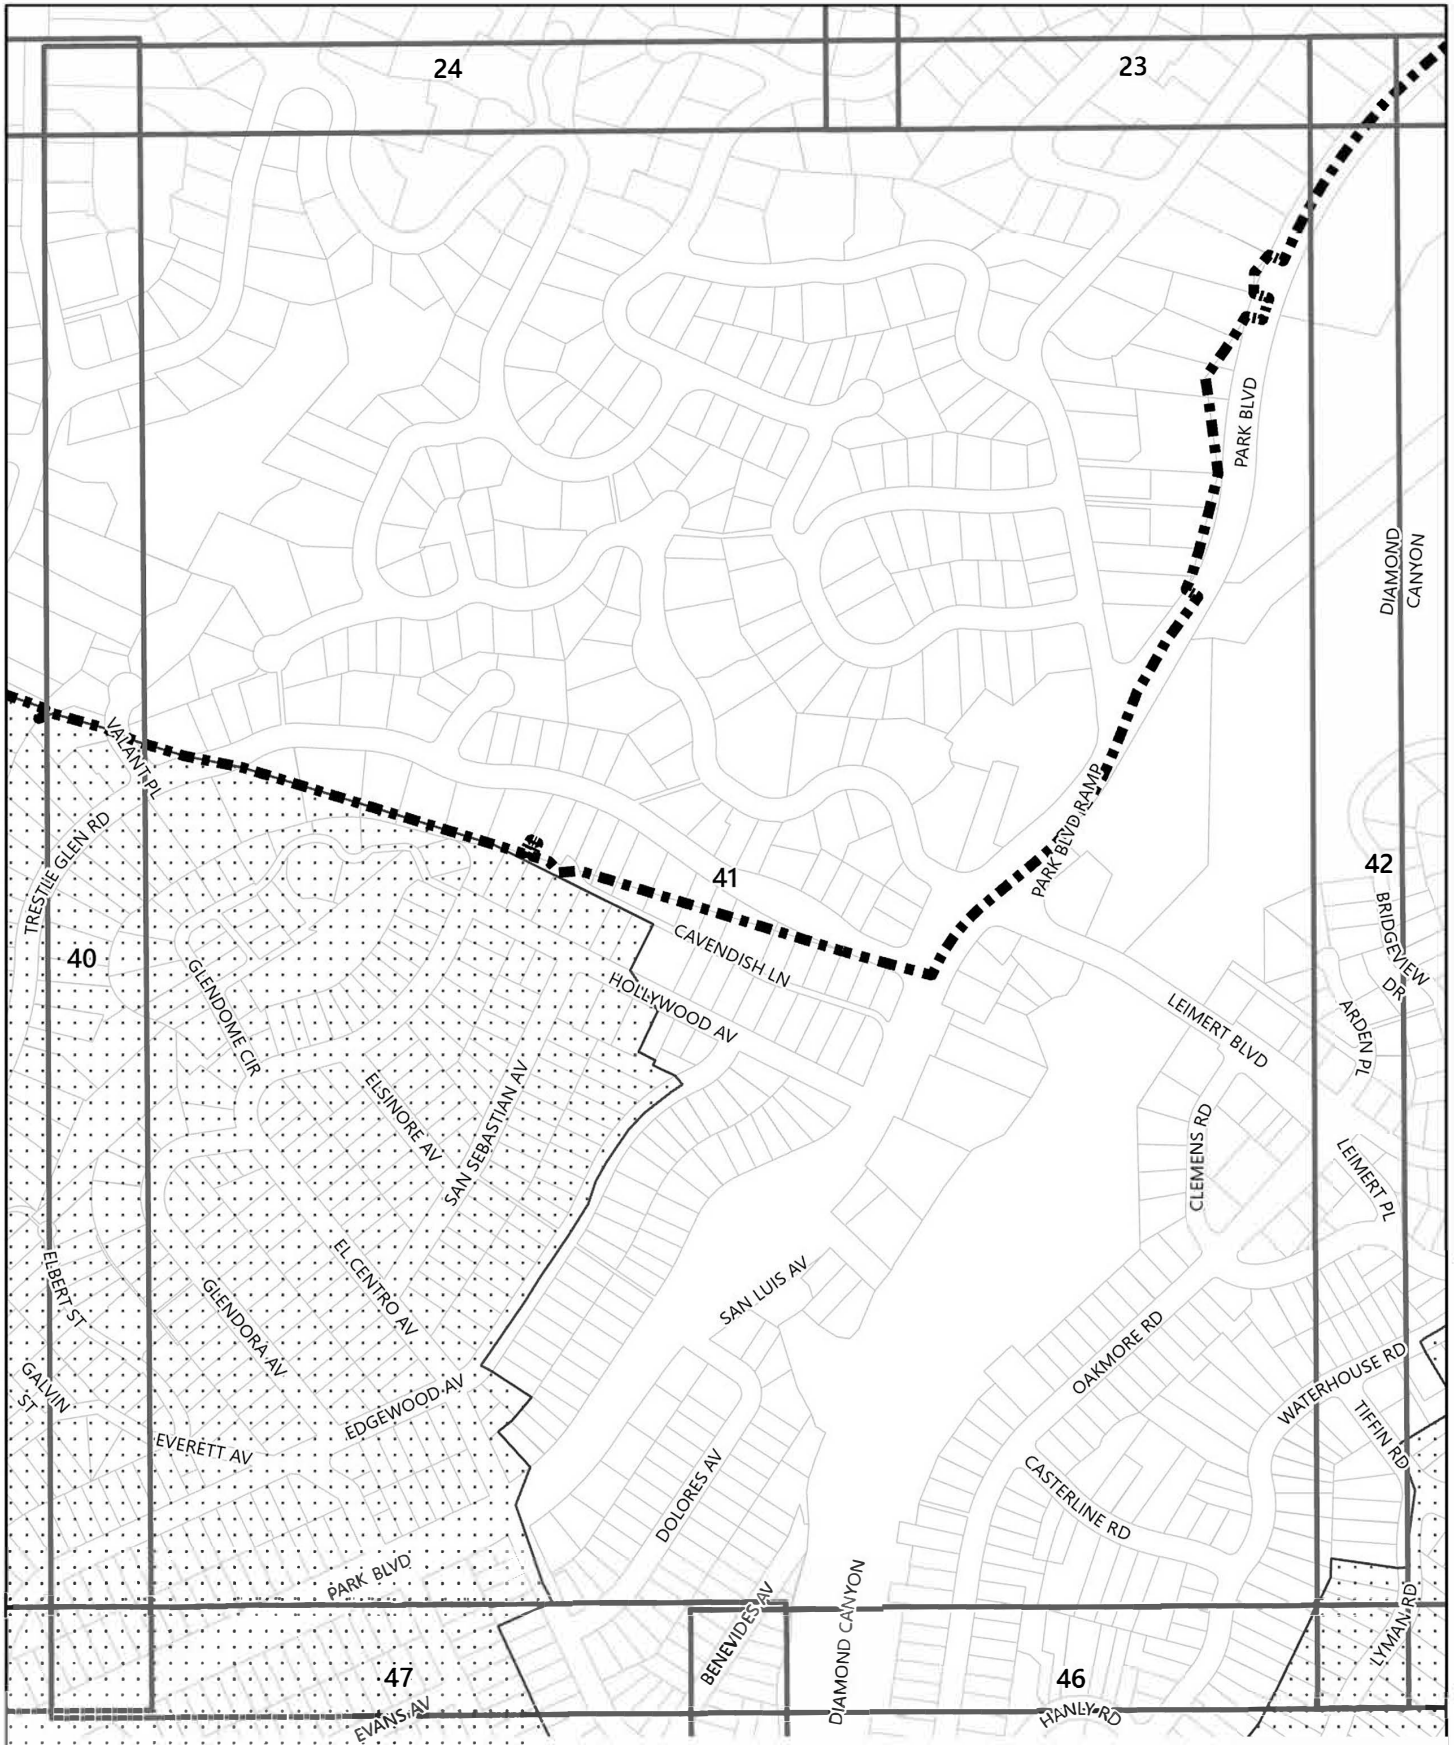 24
23
PARK BLVD
DIAMOND
CANYON
VALANT PL
TRESTLE GLEN RD
PARK BLVD RAMP
41
42
40
CAVENDISH LN
HOLLYWOOD AV
BRIDGEVIEW
DR
GLENDOME CIR
LEIMERT BLVD
ARDEN PL
ELSINORE AV
SAN SEBASTIAN AV
CLEMENS RD
LEIMERT PL
ELBERT ST
EL CENTRO AV
GLENDORA AV
SAN LUIS AV
OAKMORE RD
WATERHOUSE RD
GALVIN
ST
EDGEWOOD AV
TIFFIN RD
EVERETT AV
DOLORES AV
CASTERLINE RD
PARK BLVD
BENEVIDES AV
DIAMOND CANYON
LYMAN RD
47
46
EVANS AV
HANLY RD